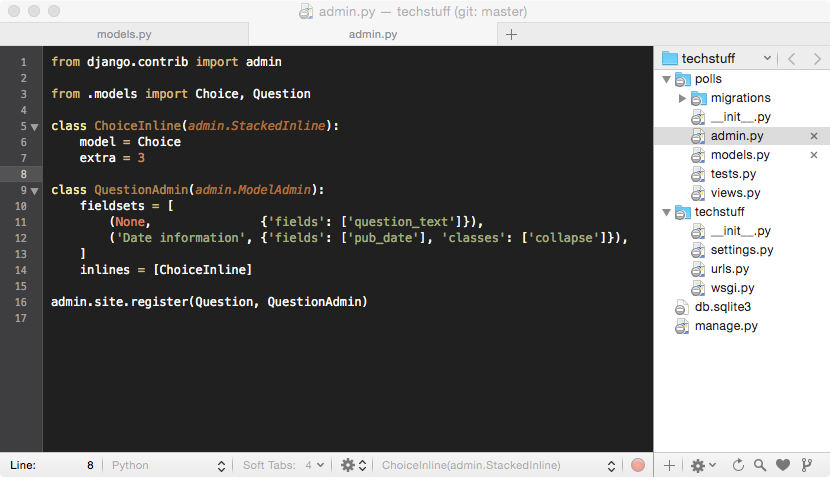 admin.py — techstuff (git: master)
models.py
admin.py
1 from django.contrib import admin
2
3 from .models import Choice, Question
4
5 class ChoiceInline(admin.StackedInline):
6     model = Choice
7     extra = 3
8
9 class QuestionAdmin(admin.ModelAdmin):
10     fieldsets = [
11         (None,               {'fields': ['question_text']}),
12         ('Date information', {'fields': ['pub_date'], 'classes': ['collapse']}),
13     ]
14     inlines = [ChoiceInline]
15
16 admin.site.register(Question, QuestionAdmin)
17
techstuff
polls
migrations
__init__.py
admin.py
models.py
tests.py
views.py
techstuff
__init__.py
settings.py
urls.py
wsgi.py
db.sqlite3
manage.py
Line: 8 Python Soft Tabs: 4 ChoiceInline(admin.StackedInline)